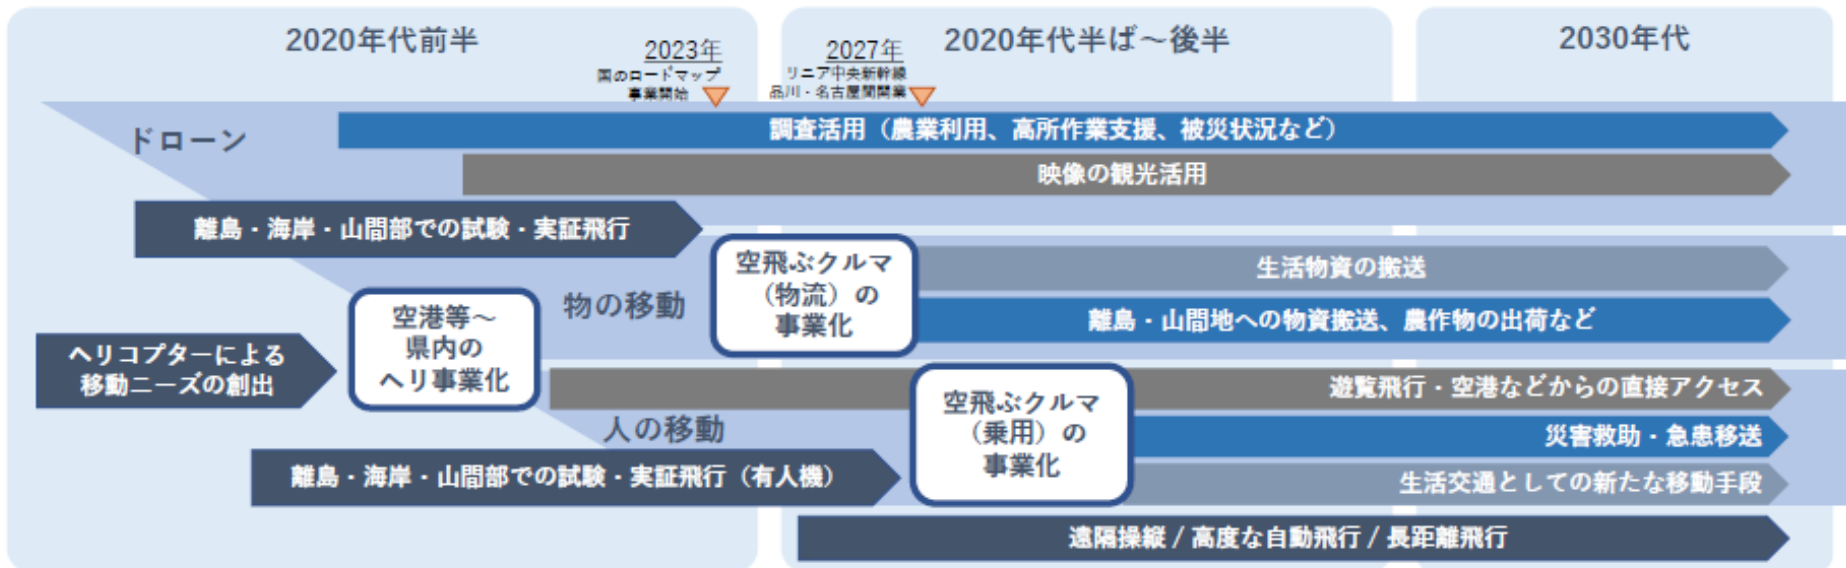 2020年代前半
2023年
国のロードマップ
事業開始
2027年
リニア中央新幹線
品川・名古屋間開業
2020年代半ば～後半
2030年代
ドローン
調査活用（農業利用、高所作業支援、被災状況など）
映像の観光活用
離島・海岸・山間部での試験・実証飛行
空飛ぶクルマ
（物流）の
事業化
生活物資の搬送
物の移動
離島・山間地への物資搬送、農作物の出荷など
空港等～
県内の
ヘリ事業化
ヘリコプターによる
移動ニーズの創出
遊覧飛行・空港などからの直接アクセス
空飛ぶクルマ
（乗用）の
事業化
人の移動
災害救助・急患移送
離島・海岸・山間部での試験・実証飛行（有人機）
生活交通としての新たな移動手段
遠隔操縦 / 高度な自動飛行 / 長距離飛行